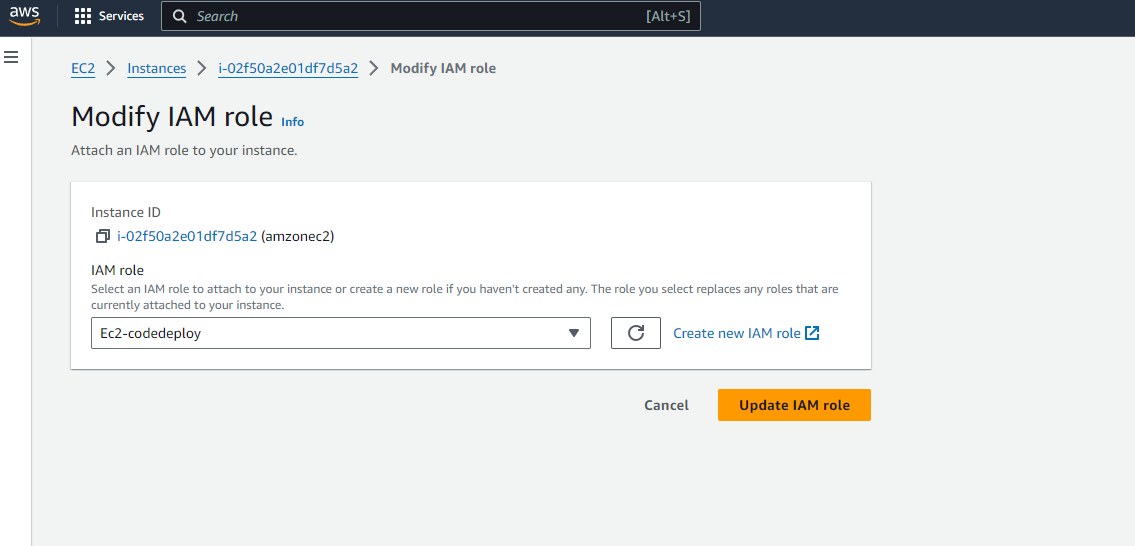 aws Services Search [Alt+S]
EC2 Instances i-02f50a2e01df7d5a2 Modify IAM role
Modify IAM role Info
Attach an IAM role to your instance.
Instance ID
i-02f50a2e01df7d5a2 (amzonec2)
IAM role
Select an IAM role to attach to your instance or create a new role if you haven't created any. The role you select replaces any roles that are
currently attached to your instance.
Ec2-codedeploy Create new IAM role
Cancel Update IAM role